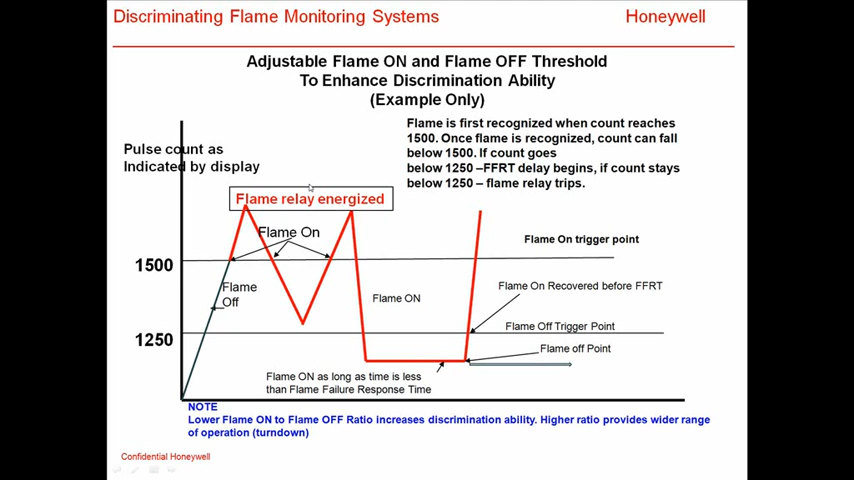 Discriminating Flame Monitoring Systems
Honeywell
Adjustable Flame ON and Flame OFF Threshold
To Enhance Discrimination Ability
(Example Only)
Flame is first recognized when count reaches
1500. Once flame is recognized, count can fall
below 1500. If count goes
below 1250 –FFRT delay begins, if count stays
below 1250 – flame relay trips.
Pulse count as
Indicated by display
Flame relay energized
Flame On
Flame On trigger point
1500
Flame
Off
Flame ON
Flame On Recovered before FFRT
Flame Off Trigger Point
1250
Flame off Point
Flame ON as long as time is less
than Flame Failure Response Time
NOTE
Lower Flame ON to Flame OFF Ratio increases discrimination ability. Higher ratio provides wider range
of operation (turndown)
Confidential Honeywell